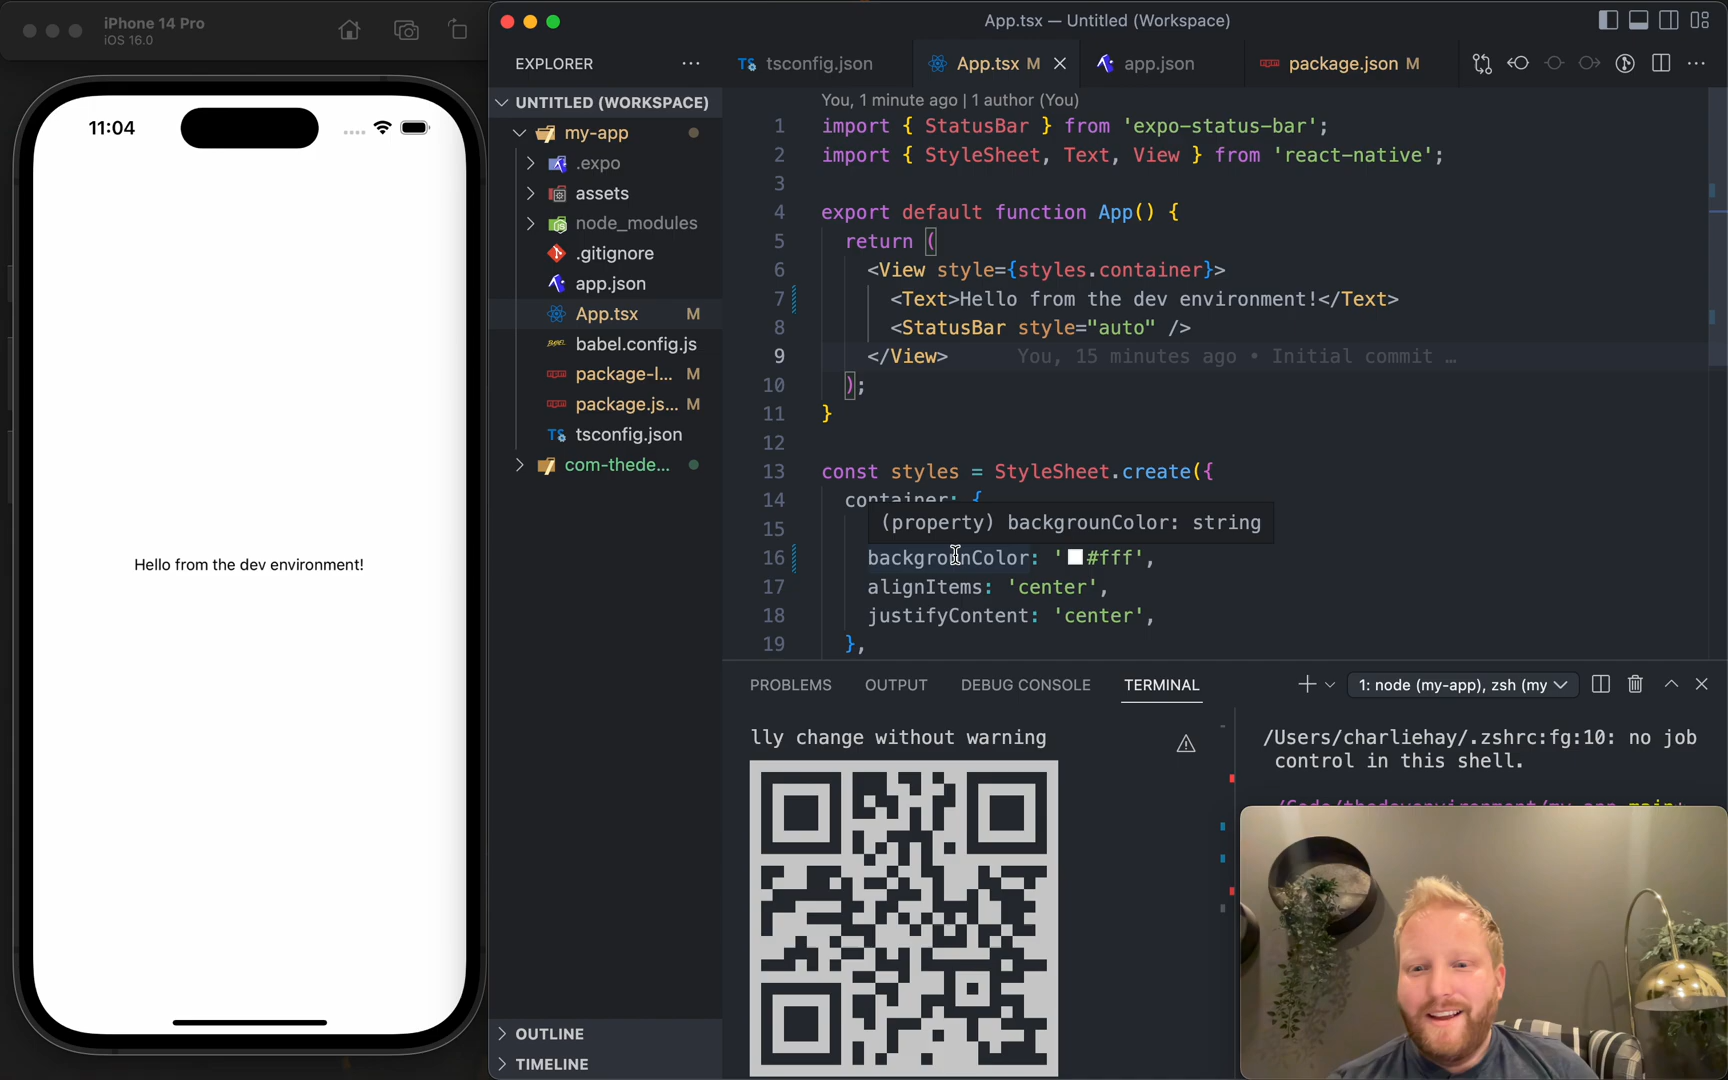 iPhone 14 Pro
iOS 16.0
11:04
Hello from the dev environment!
App.tsx — Untitled (Workspace)
EXPLORER
UNTITLED (WORKSPACE)
my-app
.expo
assets
node_modules
.gitignore
app.json
App.tsx M
babel.config.js
package-l... M
package.js... M
tsconfig.json
com-thede...
OUTLINE
TIMELINE
tsconfig.json
App.tsx M
app.json
package.json M
You, 1 minute ago | 1 author (You)
1 import { StatusBar } from 'expo-status-bar';
2 import { StyleSheet, Text, View } from 'react-native';
3
4 export default function App() {
5 return (
6 <View style={styles.container}>
7 <Text>Hello from the dev environment!</Text>
8 <StatusBar style="auto" />
9 </View> You, 15 minutes ago • Initial commit …
10 );
11 }
12
13 const styles = StyleSheet.create({
14 container: {
(property) backgrounColor: string
15
16 backgrounColor: '#fff',
17 alignItems: 'center',
18 justifyContent: 'center',
19 },
PROBLEMS OUTPUT DEBUG CONSOLE TERMINAL
1: node (my-app), zsh (my
lly change without warning
/Users/charliehay/.zshrc:fg:10: no job
control in this shell.